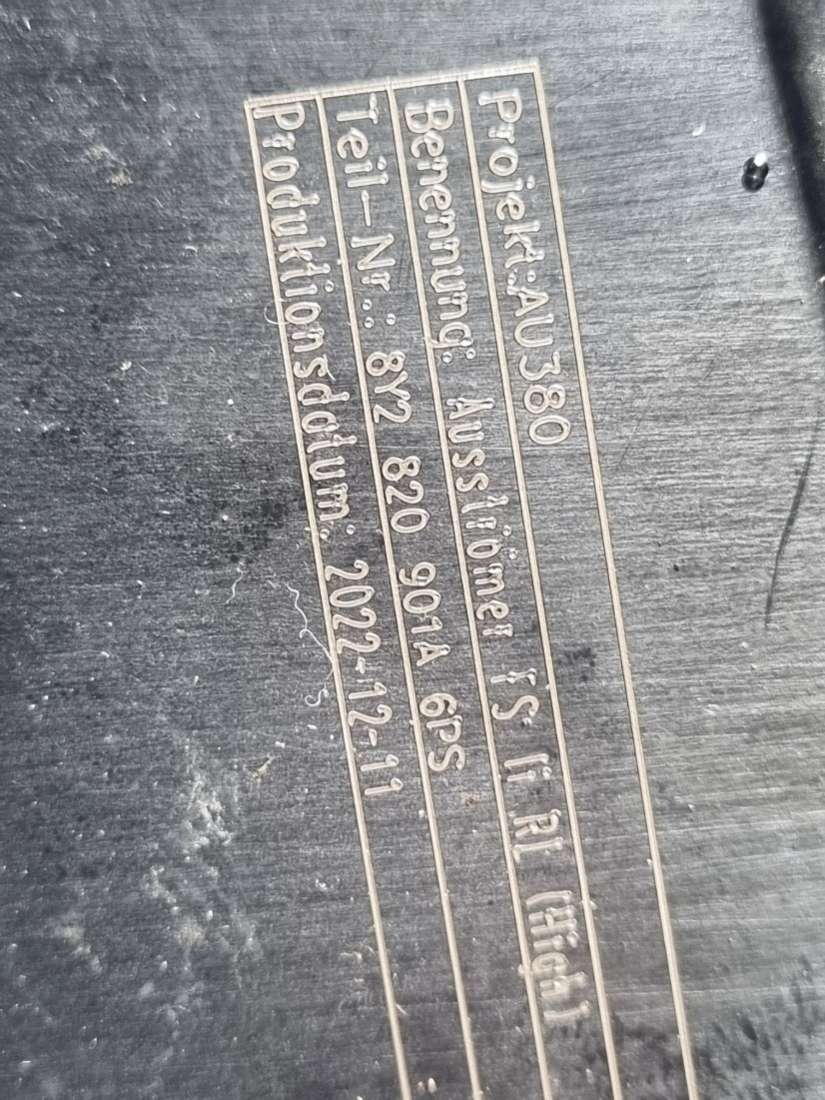 Projekt:AU380
Benennung: Ausströmer FS li RL (High)
Teil-Nr.: 8Y2 820 901A 6PS
Produktionsdatum: 2022-12-11